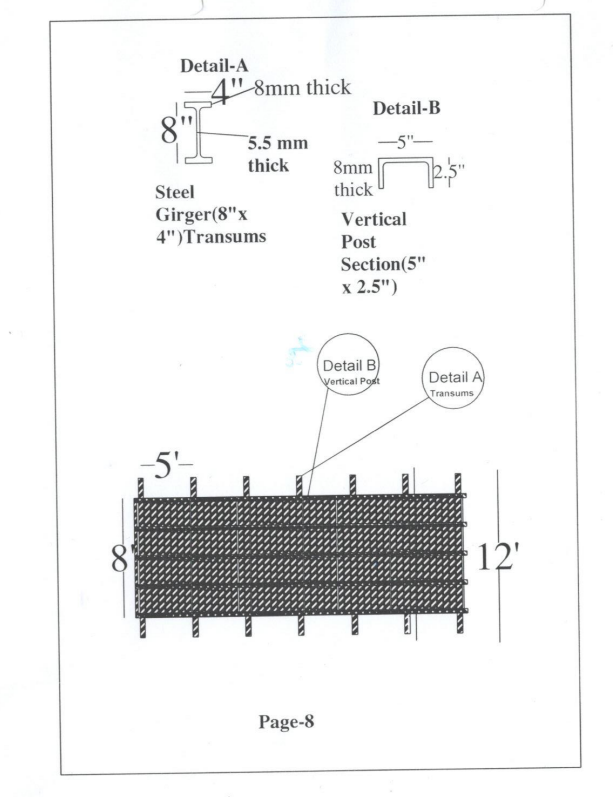 Detail-A
4"
8mm thick
8"
5.5 mm
thick
Steel
Girger(8"x
4")Transums
Detail-B
5"
8mm
thick
2.5"
Vertical
Post
Section(5"
x 2.5")
Detail B
Vertical Post
Detail A
Transums
5'
8'
12'
Page-8